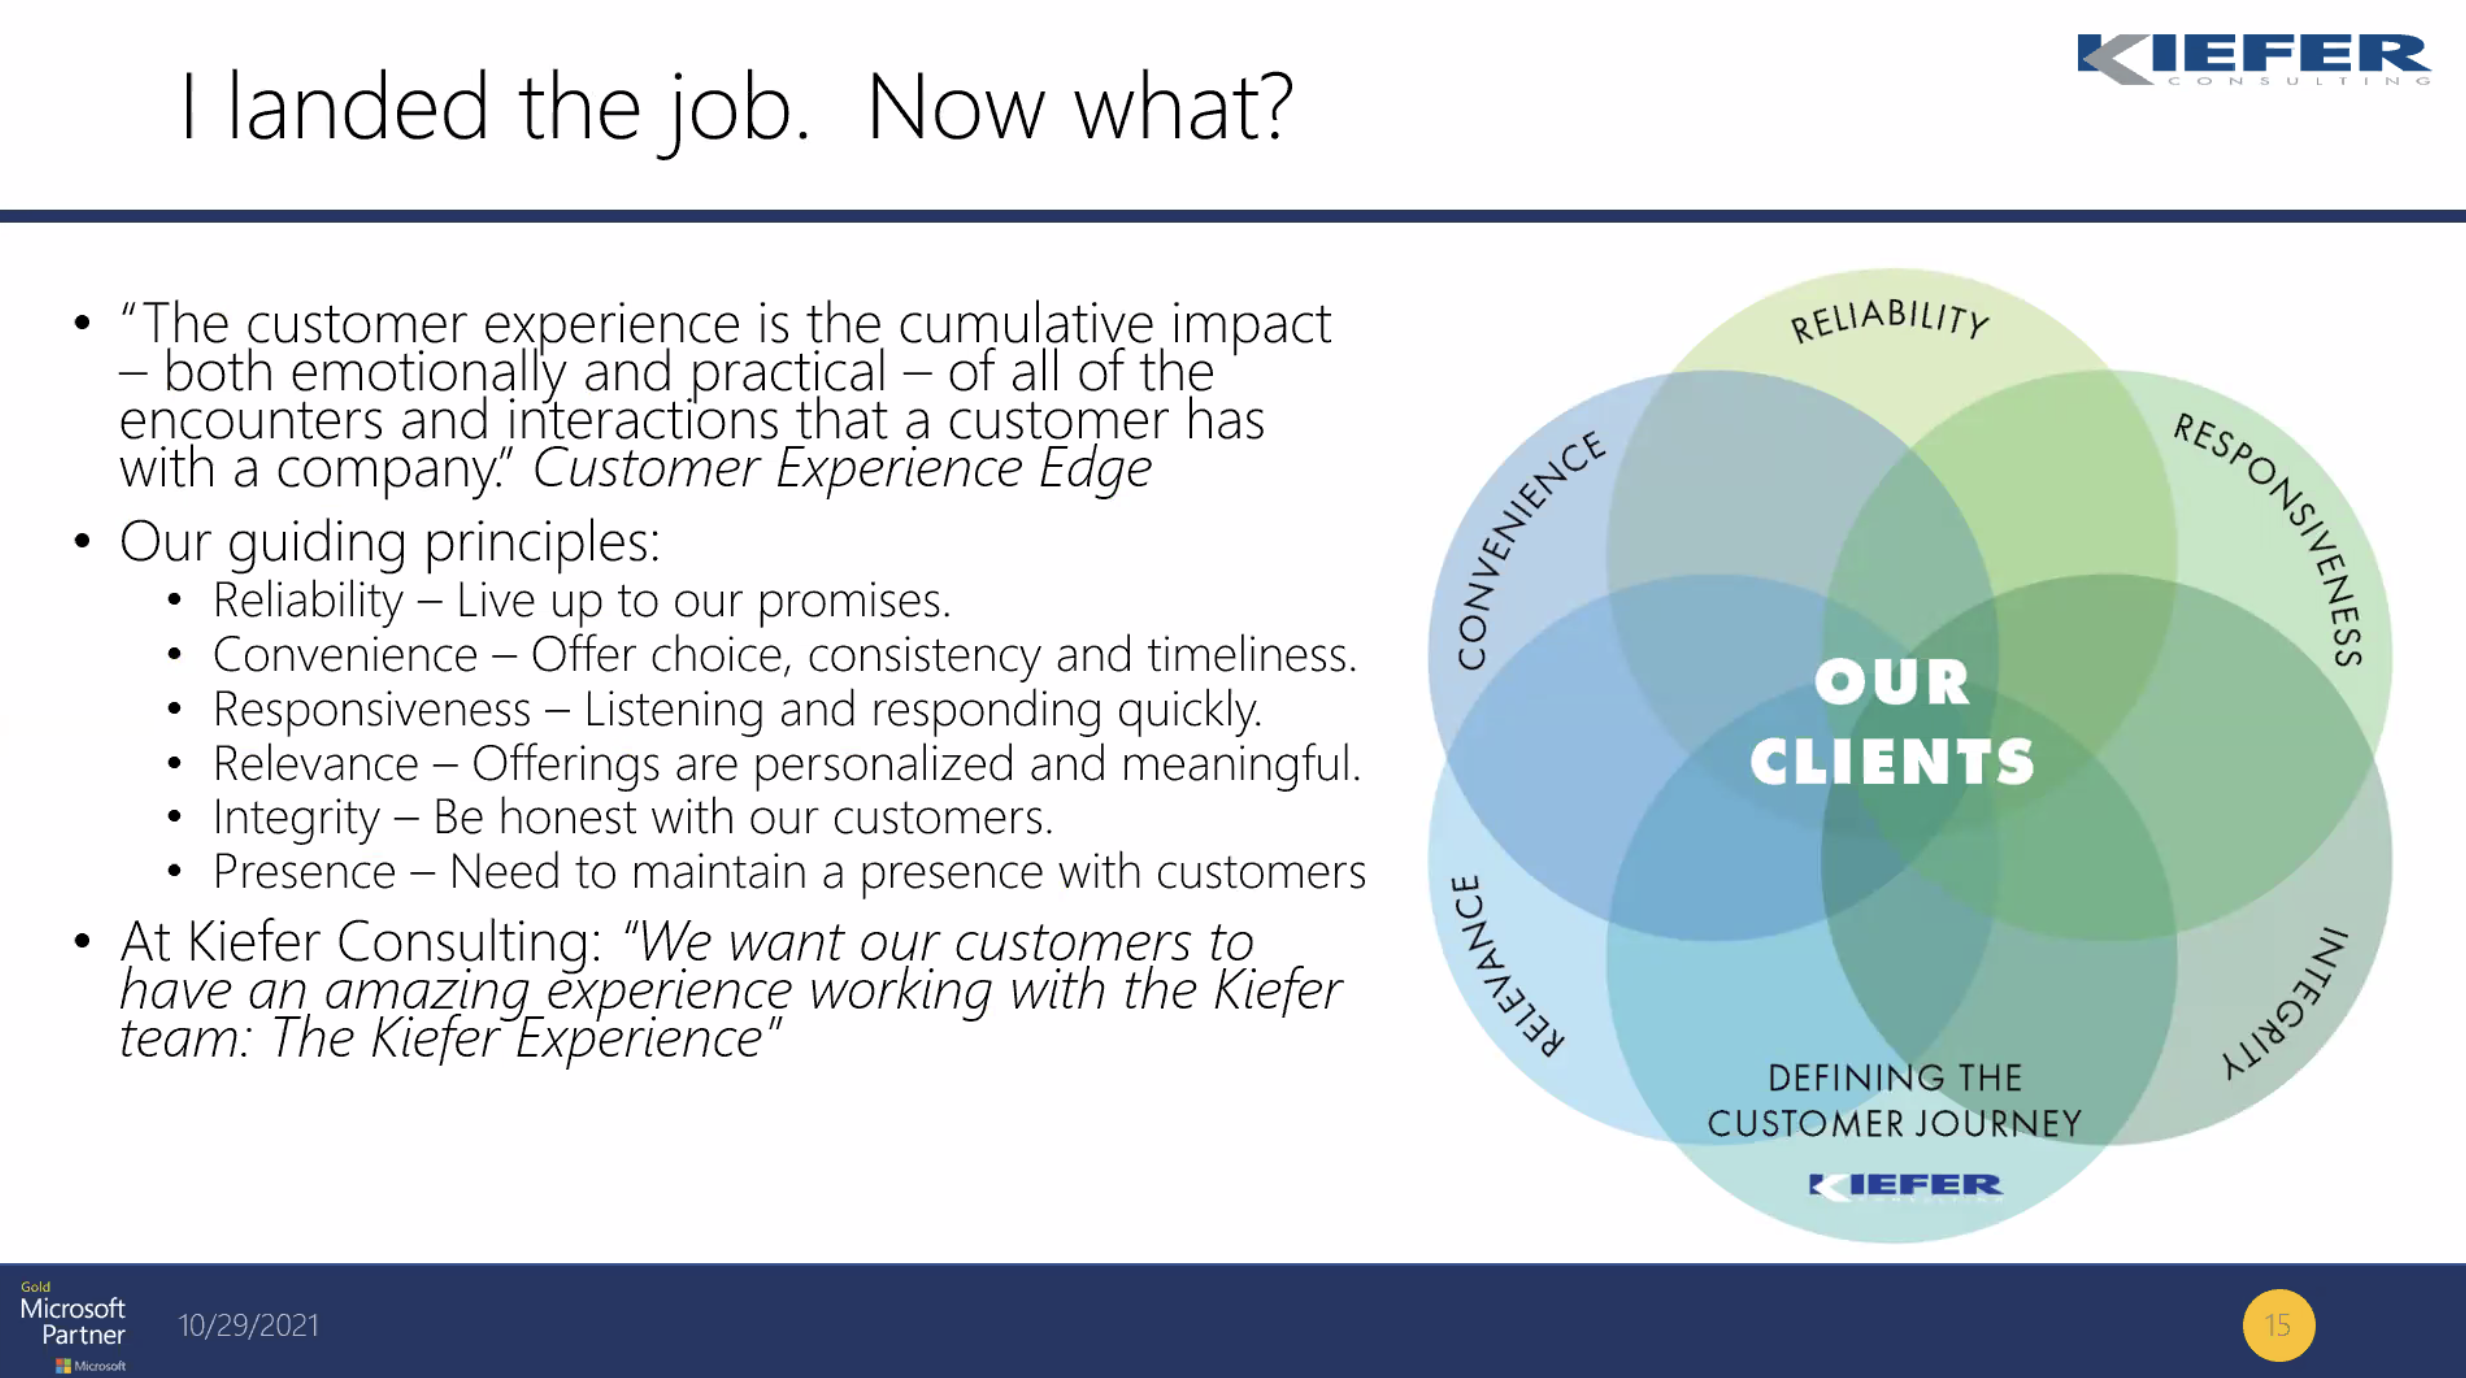 I landed the job.  Now what?
KIEFER
CONSULTING
• “The customer experience is the cumulative impact
– both emotionally and practical – of all of the
encounters and interactions that a customer has
with a company.” Customer Experience Edge
• Our guiding principles:
• Reliability – Live up to our promises.
• Convenience – Offer choice, consistency and timeliness.
• Responsiveness – Listening and responding quickly.
• Relevance – Offerings are personalized and meaningful.
• Integrity – Be honest with our customers.
• Presence – Need to maintain a presence with customers
• At Kiefer Consulting: “We want our customers to
have an amazing experience working with the Kiefer
team: The Kiefer Experience”
RELIABILITY
CONVENIENCE
RESPONSIVENESS
OUR
CLIENTS
RELEVANCE
INTEGRITY
DEFINING THE
CUSTOMER JOURNEY
KIEFER
Gold
Microsoft
Partner
Microsoft
10/29/2021
15